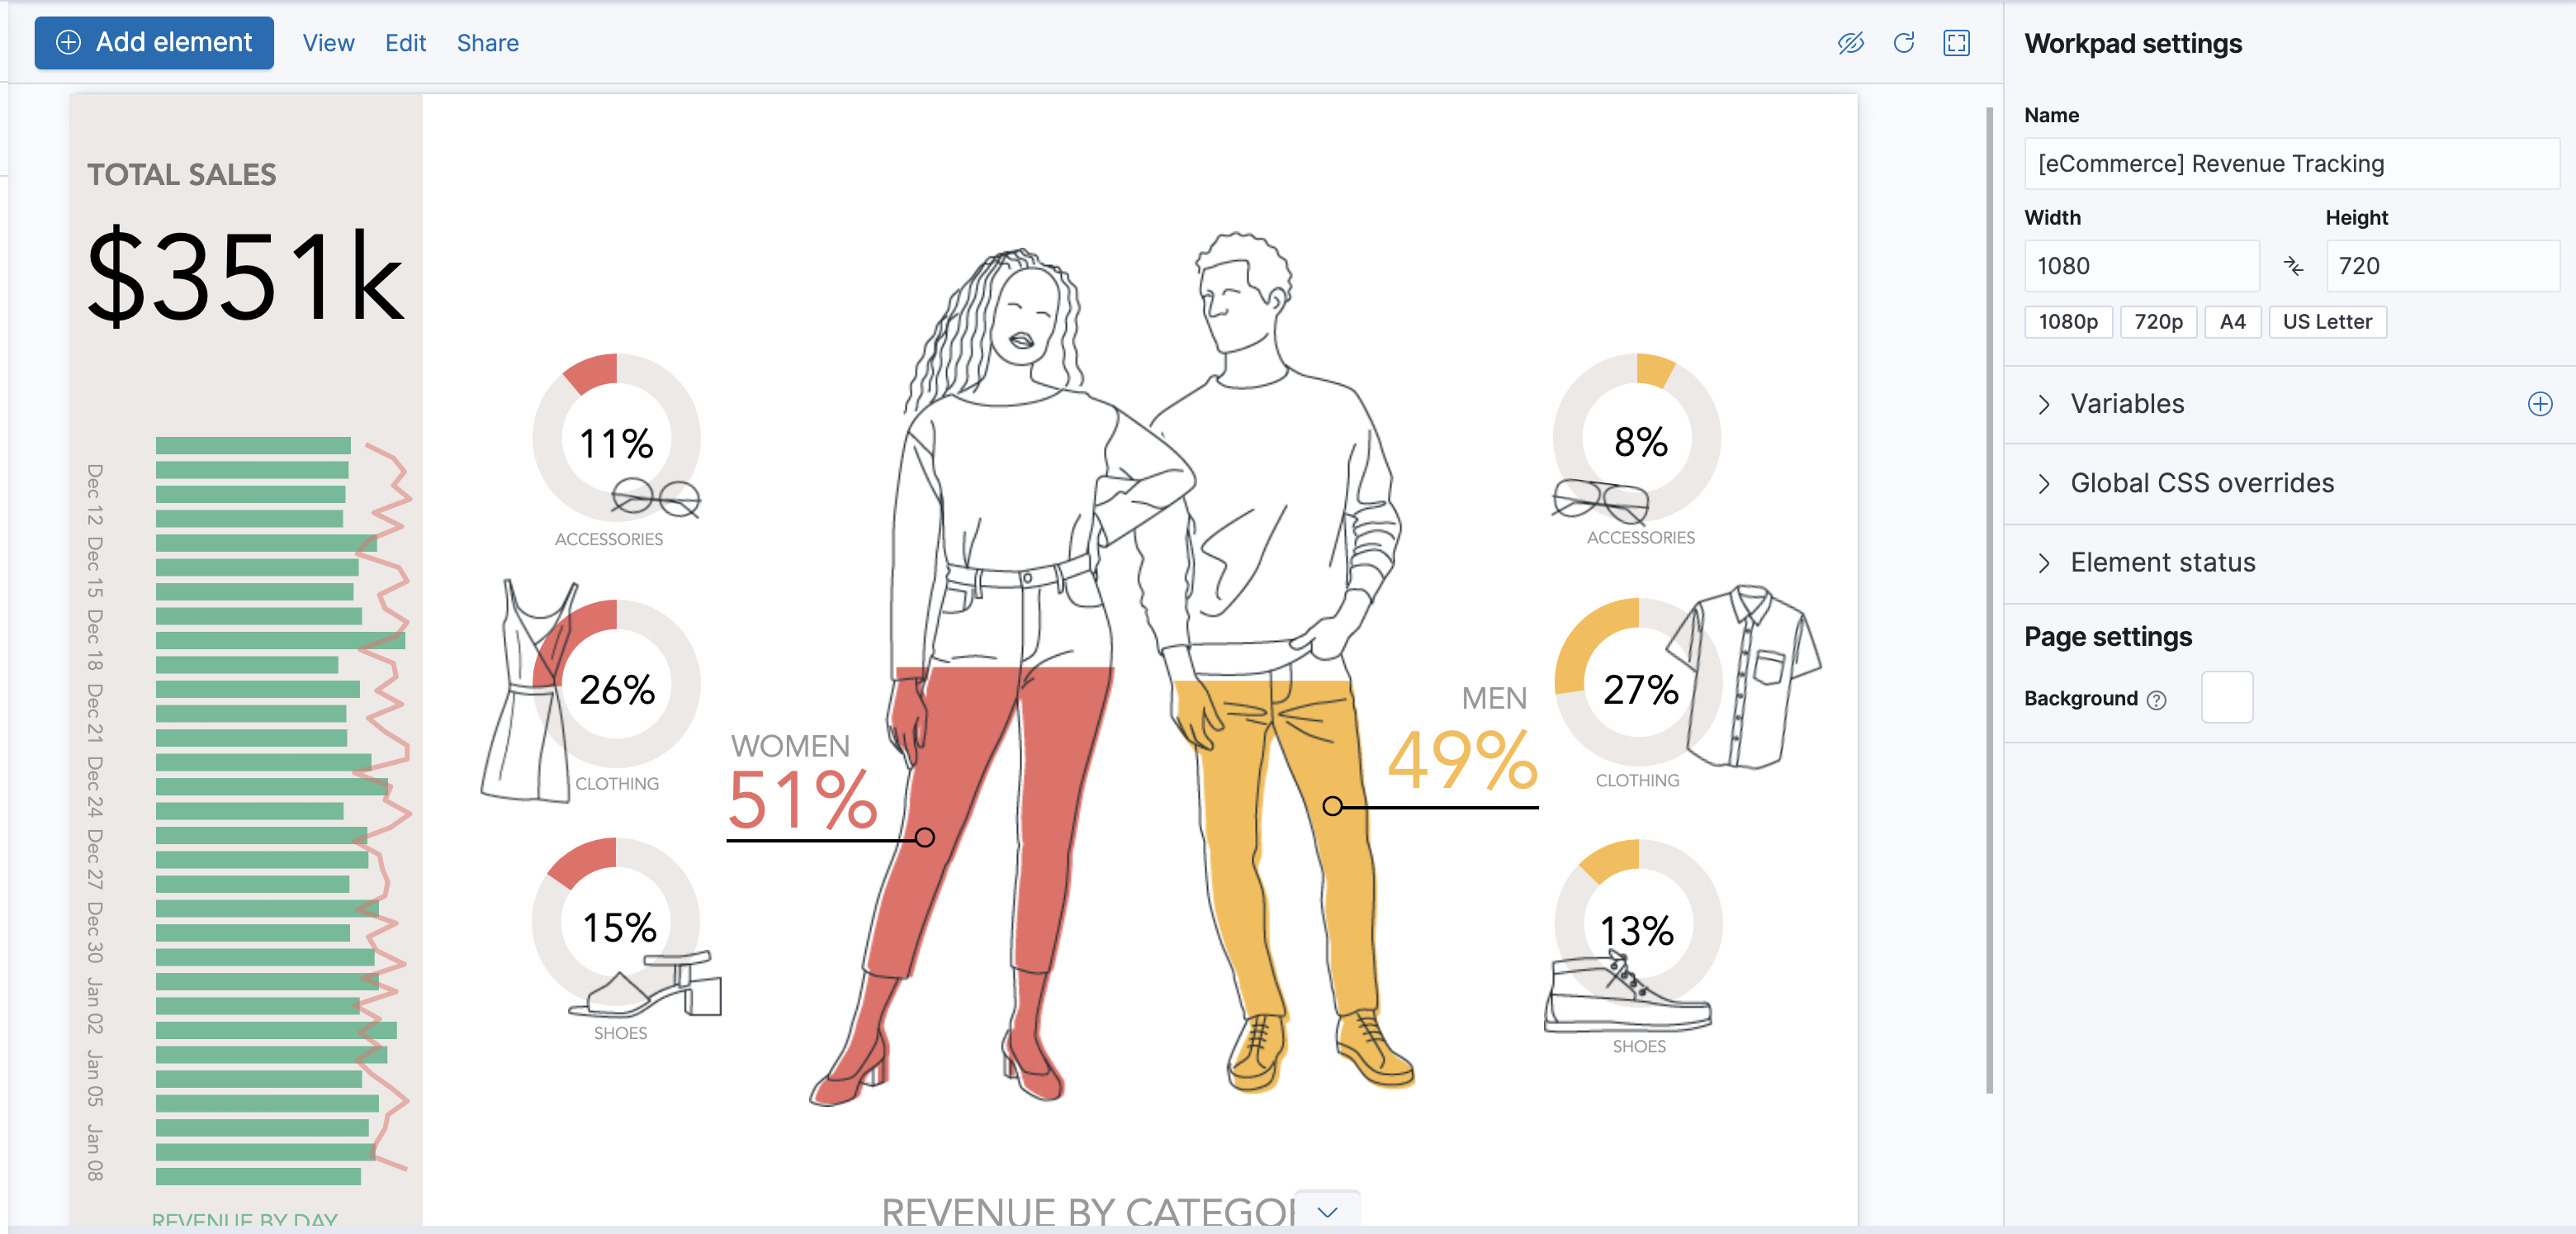 Add element View Edit Share
TOTAL SALES
$351k
Dec 12 Dec 15 Dec 18 Dec 21 Dec 24 Dec 27 Dec 30 Jan 02 Jan 05 Jan 08
REVENUE BY DAY
11%
ACCESSORIES
26%
CLOTHING
15%
SHOES
WOMEN
51%
MEN
49%
8%
ACCESSORIES
27%
CLOTHING
13%
SHOES
REVENUE BY
Workpad settings
Name
[eCommerce] Revenue Tracking
Width Height
1080 720
1080p 720p A4 US Letter
Variables
Global CSS overrides
Element status
Page settings
Background